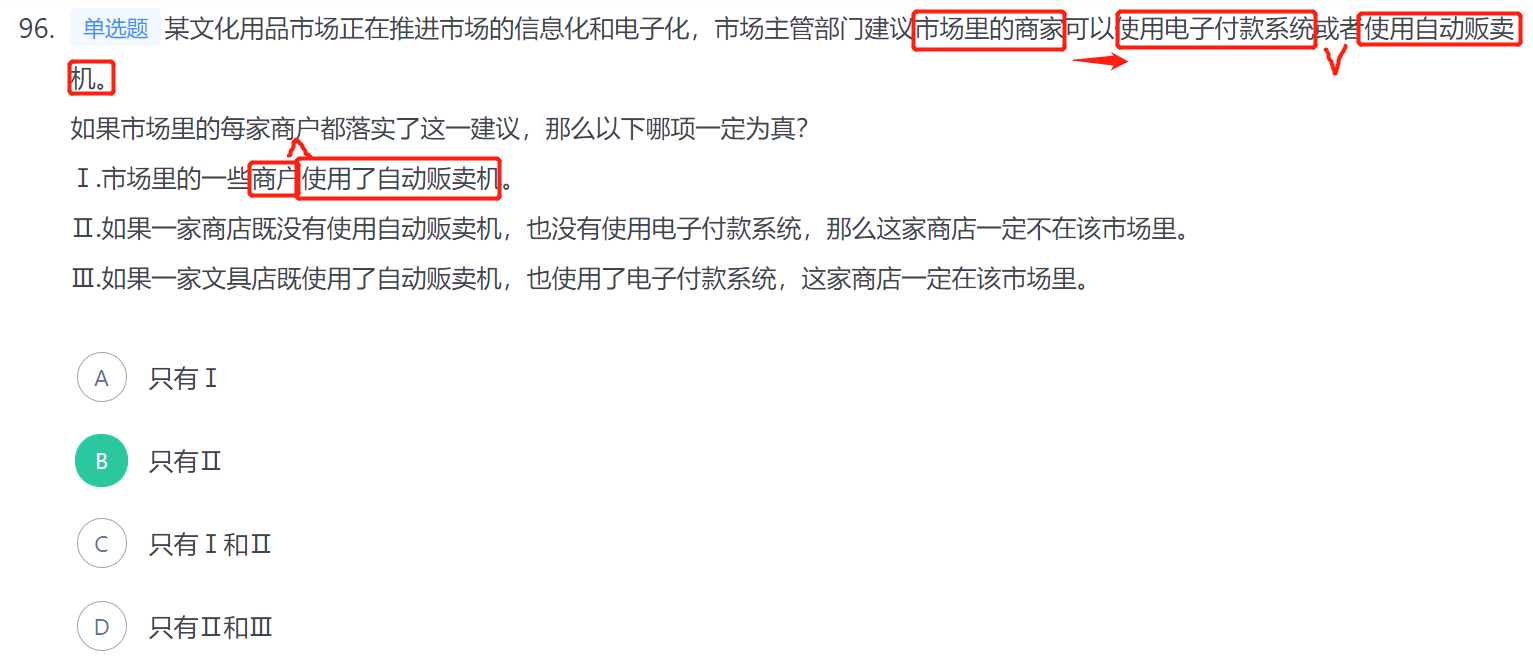 96. 单选题 某文化用品市场正在推进市场的信息化和电子化，市场主管部门建议市场里的商家可以使用电子付款系统或者使用自动贩卖
机。
如果市场里的每家商户都落实了这一建议，那么以下哪项一定为真？
Ⅰ.市场里的一些商户使用了自动贩卖机。
Ⅱ.如果一家商店既没有使用自动贩卖机，也没有使用电子付款系统，那么这家商店一定不在该市场里。
Ⅲ.如果一家文具店既使用了自动贩卖机，也使用了电子付款系统，这家商店一定在该市场里。
A 只有Ⅰ
B 只有Ⅱ
C 只有Ⅰ和Ⅱ
D 只有Ⅱ和Ⅲ